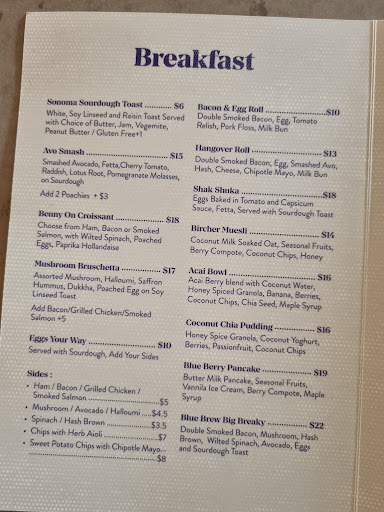 Breakfast
Sonoma Sourdough Toast ............ $6
White, Soy Linseed and Raisin Toast Served
with Choice of Butter, Jam, Vegemite,
Peanut Butter / Gluten Free+1
Avo Smash ............................ $15
Smashed Avocado, Fetta,Cherry Tomato,
Raddish, Lotus Root, Pomegranate Molasses,
on Sourdough
Add 2 Poachies + $3
Benny On Croissant .................. $18
Choose from Ham, Bacon or Smoked
Salmon, with Wilted Spinach, Poached
Eggs, Paprika Hollandaise
Mushroom Bruschetta ............... $17
Assorted Mushroom, Halloumi, Saffron
Hummus, Dukkha, Poached Egg on Soy
Linseed Toast
Add Bacon/Grilled Chicken/Smoked
Salmon +5
Eggs Your Way ....................... $10
Served with Sourdough, Add Your Sides
Sides :
• Ham / Bacon / Grilled Chicken /
Smoked Salmon ........................ $5
• Mushroom / Avocado / Halloumi .... $4.5
• Spinach / Hash Brown ................. $3.5
• Chips with Herb Aioli ................... $7
• Sweet Potato Chips with Chipotle Mayo...
................................................ $8
Bacon & Egg Roll ..................... $10
Double Smoked Bacon, Egg, Tomato
Relish, Pork Floss, Milk Bun
Hangover Roll ........................ $13
Double Smoked Bacon, Egg, Smashed Avo,
Hash, Cheese, Chipotle Mayo, Milk Bun
Shak Shuka ............................ $18
Eggs Baked in Tomato and Capsicum
Sauce, Fetta, Served with Sourdough Toast
Bircher Muesli ........................ $14
Coconut Milk Soaked Oat, Seasonal Fruits,
Berry Compote, Coconut Chips, Honey
Acai Bowl .............................. $16
Acai Berry blend with Coconut Water,
Honey Spiced Granola, Banana, Berries,
Coconut Chips, Chia Seed, Maple Syrup
Coconut Chia Pudding .............. $16
Honey Spice Granola, Coconut Yoghurt,
Berries, Passionfruit, Coconut Chips
Blue Berry Pancake .................. $19
Butter Milk Pancake, Seasonal Fruits,
Vannila Ice Cream, Berry Compote, Maple
Syrup
Blue Brew Big Breaky ............... $22
Double Smoked Bacon, Mushroom, Hash
Brown, Wilted Spinach, Avocado, Eggs
and Sourdough Toast